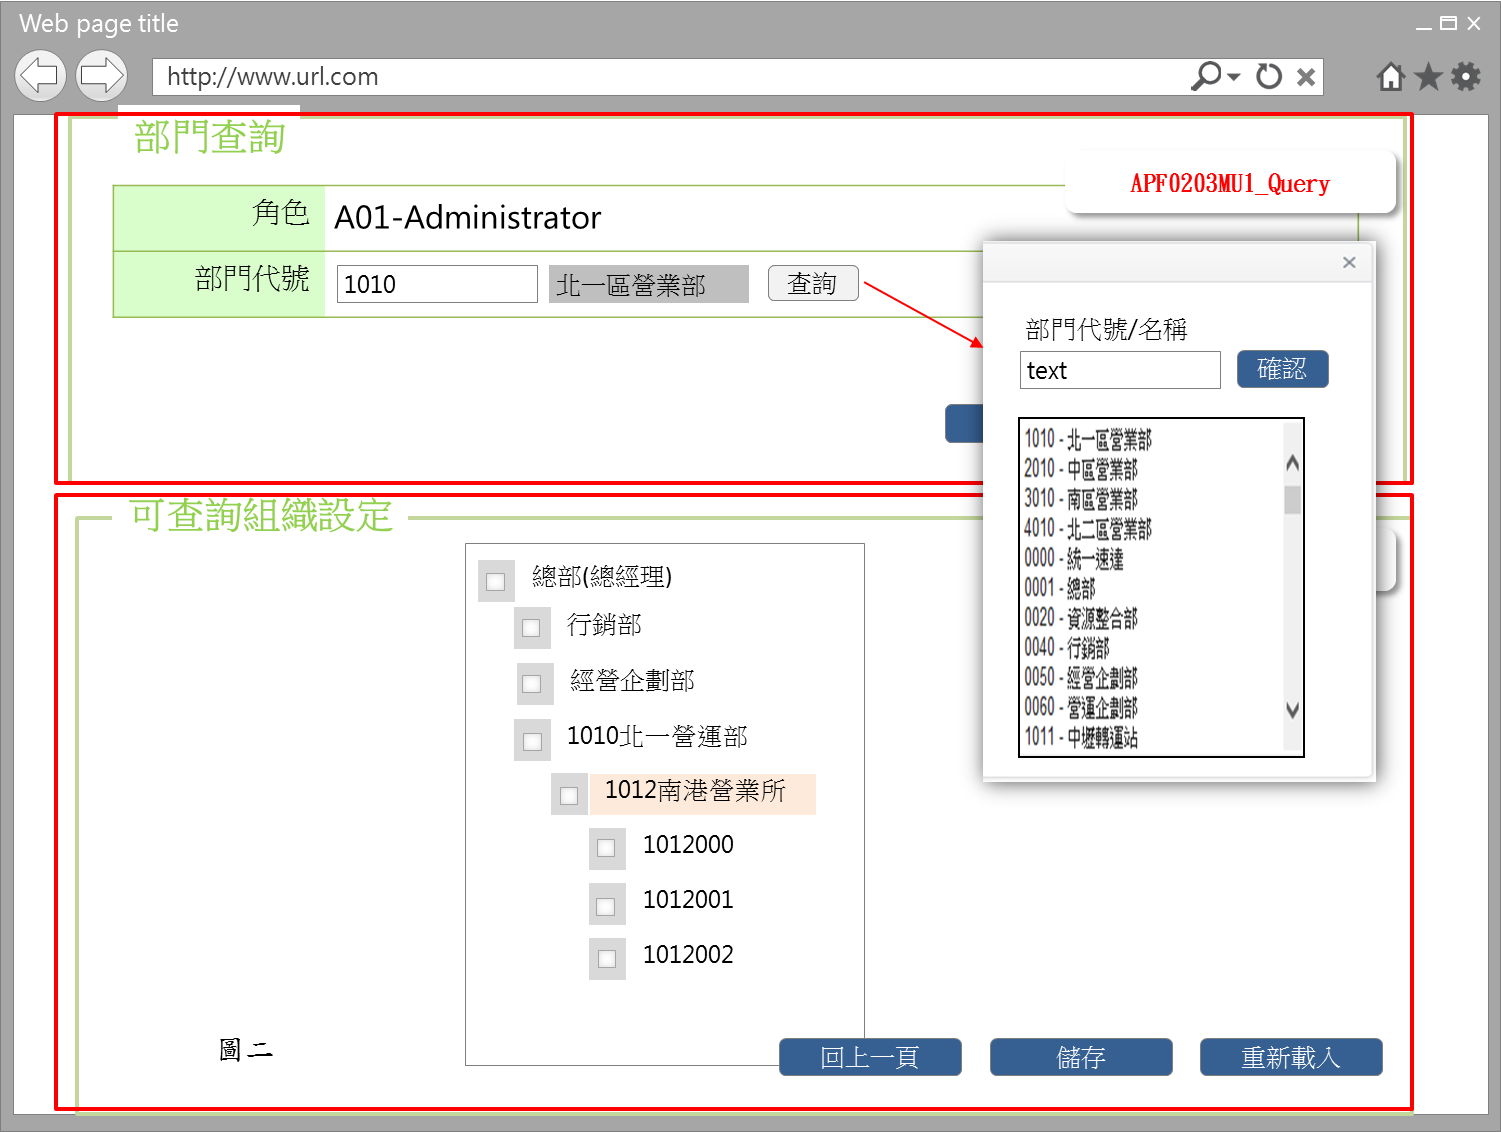 Web page title
http://www.url.com
部門查詢
APF0203MU1_Query
角色
A01-Administrator
部門代號
1010
北一區營業部
查詢
部門代號/名稱
text
確認
1010 - 北一區營業部
2010 - 中區營業部
3010 - 南區營業部
4010 - 北二區營業部
0000 - 統一速達
0001 - 總部
0020 - 資源整合部
0040 - 行銷部
0050 - 經營企劃部
0060 - 營運企劃部
1011 - 中壢轉運站
可查詢組織設定
總部(總經理)
行銷部
經營企劃部
1010北一營運部
1012南港營業所
1012000
1012001
1012002
圖二
回上一頁
儲存
重新載入